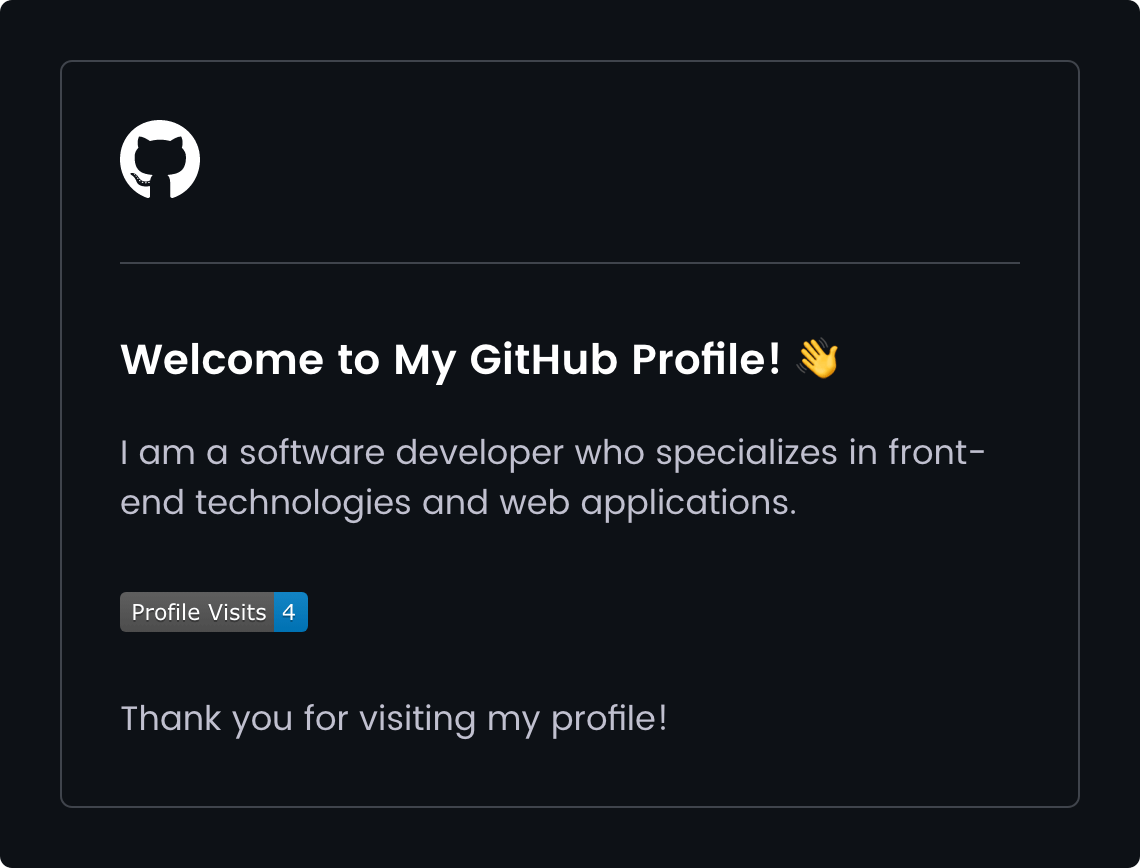 Welcome to My GitHub Profile! 👋
I am a software developer who specializes in front-
end technologies and web applications.
Profile Visits 4
Thank you for visiting my profile!